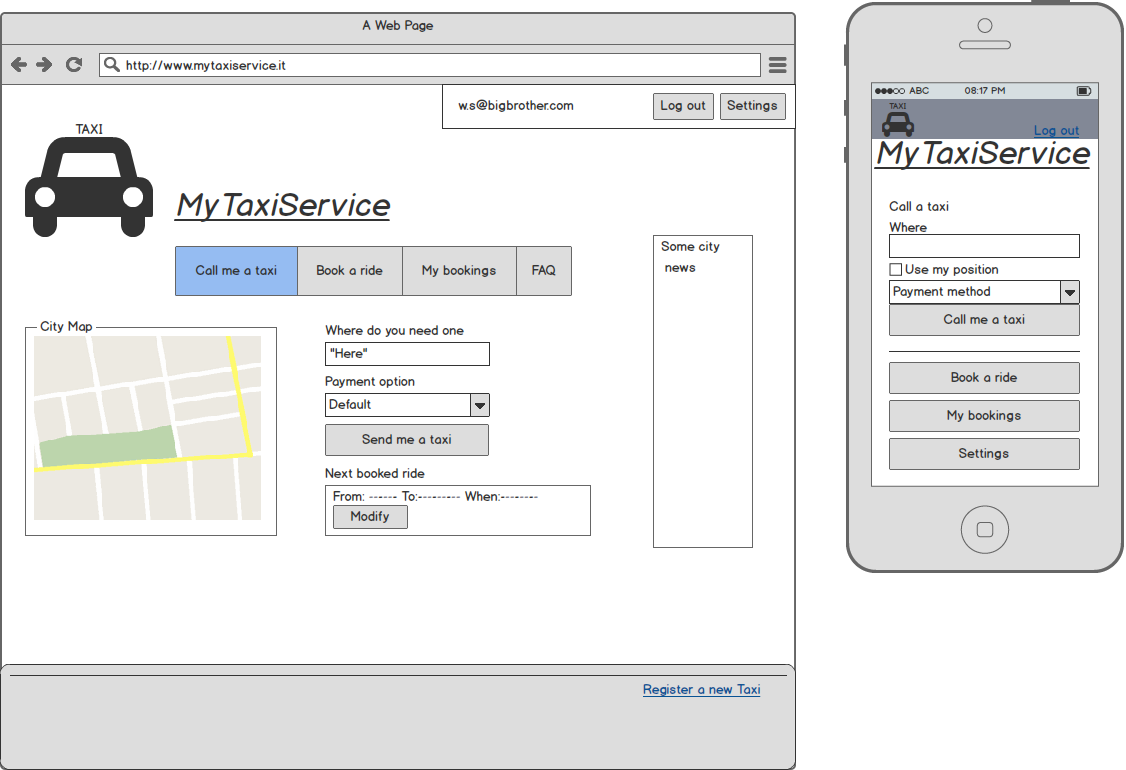 A Web Page
http://www.mytaxiservice.it
w.s@bigbrother.com
Log out
Settings
TAXI
MyTaxiService
Call me a taxi
Book a ride
My bookings
FAQ
Some city
news
City Map
Where do you need one
"Here"
Payment option
Default
Send me a taxi
Next booked ride
From: ------ To:--------- When:--------
Modify
Register a new Taxi
ABC
08:17 PM
TAXI
Log out
MyTaxiService
Call a taxi
Where
Use my position
Payment method
Call me a taxi
Book a ride
My bookings
Settings